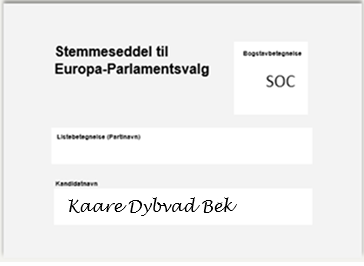 Stemmeseddel til
Europa-Parlamentsvalg
Bogstavbetegnelse
SOC
Listebetegnelse (Partinavn)
Kandidatnavn
Kaare Dybvad Bek